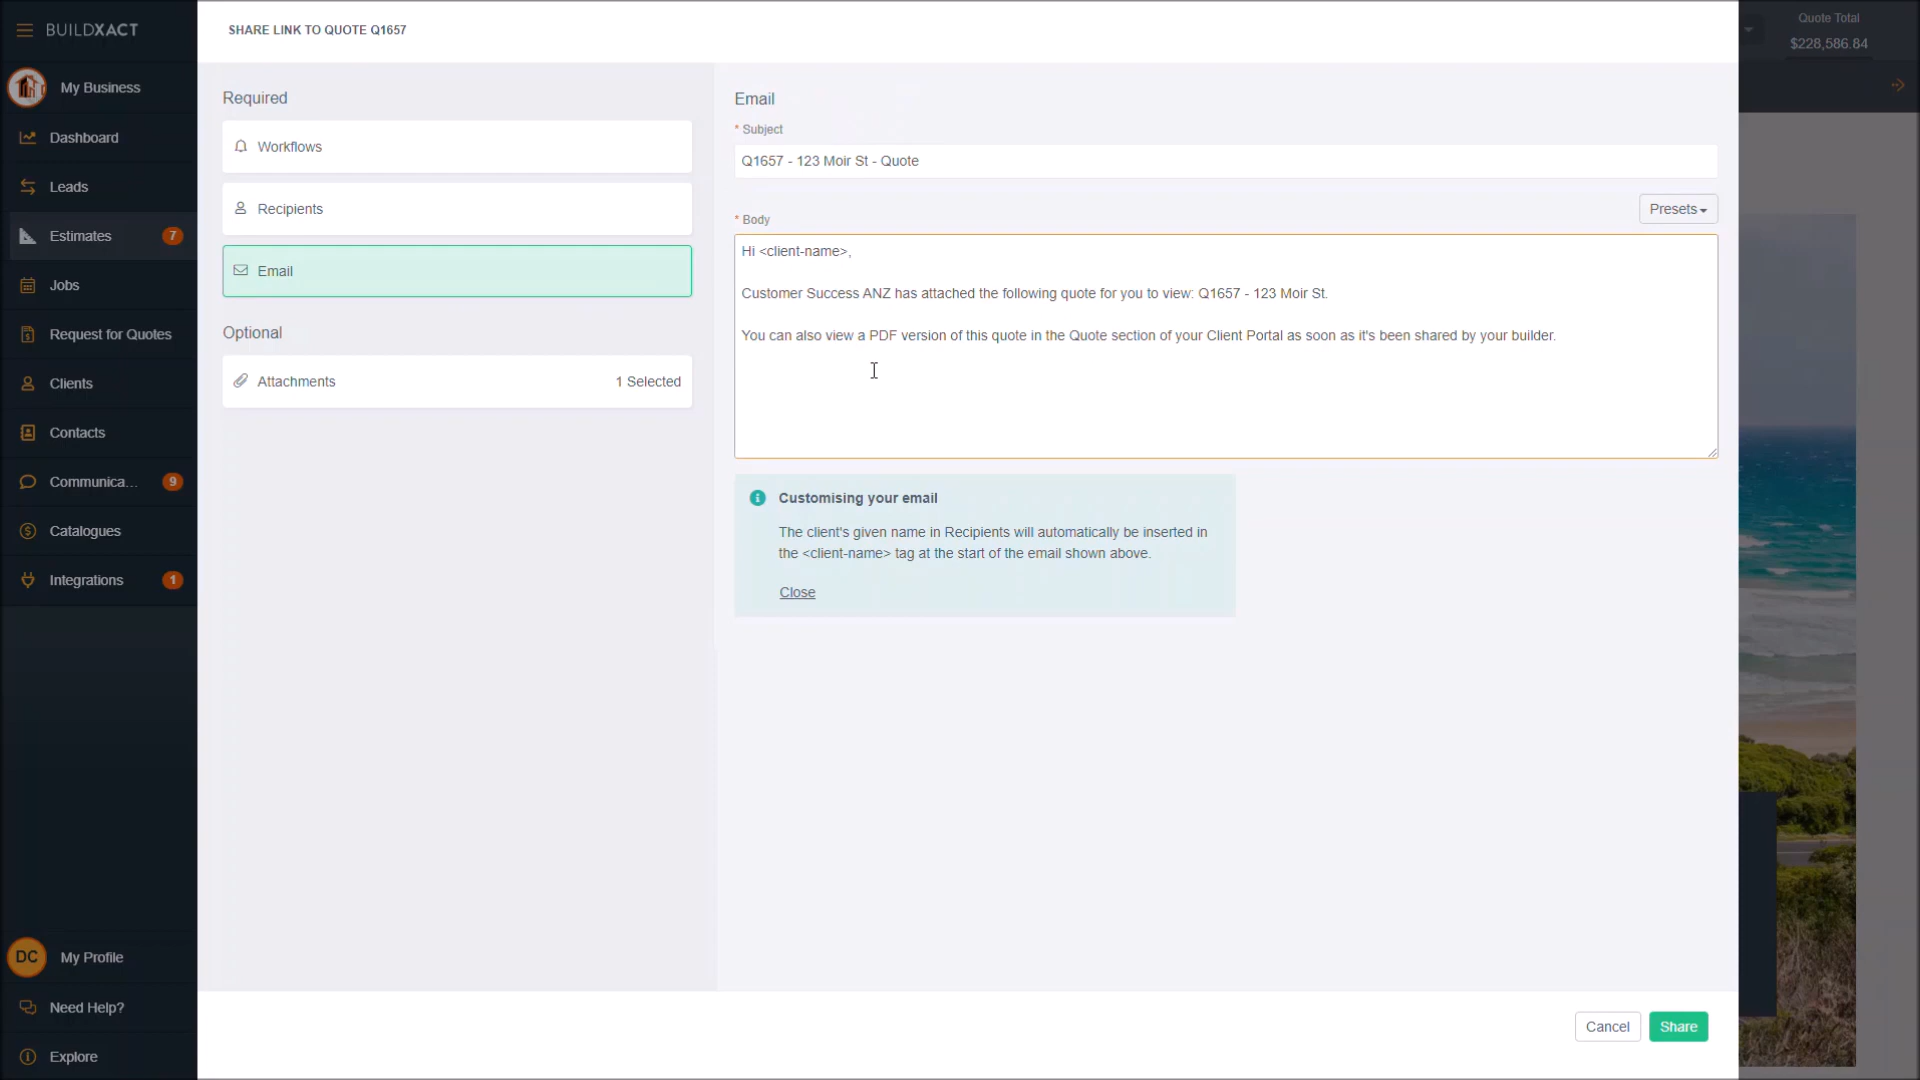 BUILDXACT
SHARE LINK TO QUOTE Q1657
Quote Total
$228,586.84
My Business
Dashboard
Leads
Estimates 7
Jobs
Request for Quotes
Clients
Contacts
Communica... 9
Catalogues
Integrations 1
DC My Profile
Need Help?
Explore
Required
Workflows
Recipients
Email
Optional
Attachments 1 Selected
Email
* Subject
Q1657 - 123 Moir St - Quote
Presets
* Body
Hi <client-name>,
Customer Success ANZ has attached the following quote for you to view: Q1657 - 123 Moir St.
You can also view a PDF version of this quote in the Quote section of your Client Portal as soon as it's been shared by your builder.
Customising your email
The client's given name in Recipients will automatically be inserted in
the <client-name> tag at the start of the email shown above.
Close
Cancel
Share